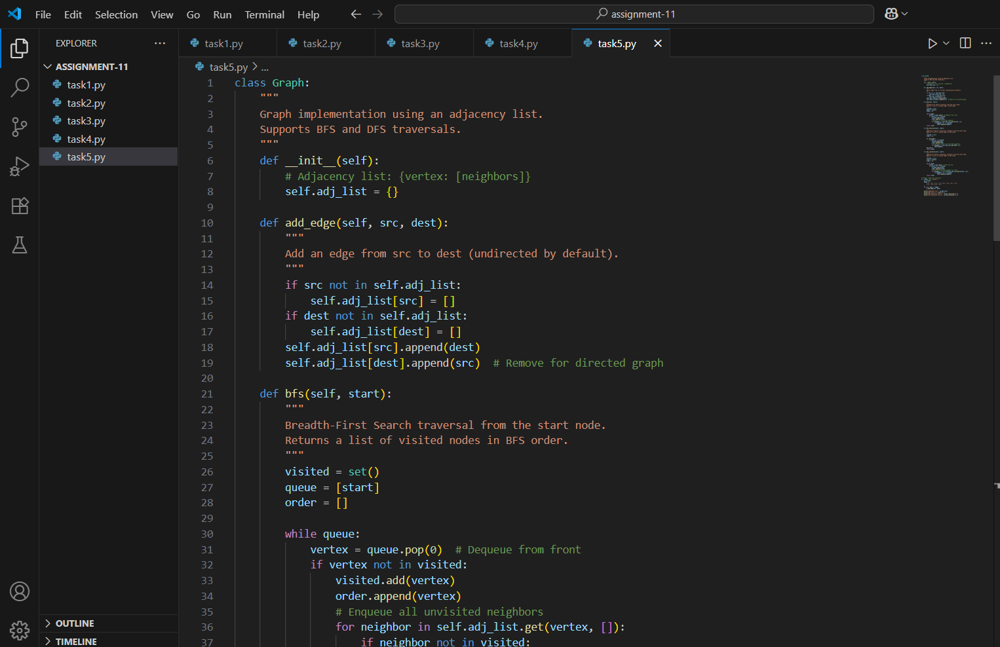 File Edit Selection View Go Run Terminal Help
assignment-11
EXPLORER
ASSIGNMENT-11
task1.py
task2.py
task3.py
task4.py
task5.py
OUTLINE
TIMELINE
task1.py task2.py task3.py task4.py task5.py
task5.py > ...
1 class Graph:
2     """
3     Graph implementation using an adjacency list.
4     Supports BFS and DFS traversals.
5     """
6     def __init__(self):
7         # Adjacency list: {vertex: [neighbors]}
8         self.adj_list = {}
9
10     def add_edge(self, src, dest):
11         """
12         Add an edge from src to dest (undirected by default).
13         """
14         if src not in self.adj_list:
15             self.adj_list[src] = []
16         if dest not in self.adj_list:
17             self.adj_list[dest] = []
18         self.adj_list[src].append(dest)
19         self.adj_list[dest].append(src)  # Remove for directed graph
20
21     def bfs(self, start):
22         """
23         Breadth-First Search traversal from the start node.
24         Returns a list of visited nodes in BFS order.
25         """
26         visited = set()
27         queue = [start]
28         order = []
29
30         while queue:
31             vertex = queue.pop(0)  # Dequeue from front
32             if vertex not in visited:
33                 visited.add(vertex)
34                 order.append(vertex)
35                 # Enqueue all unvisited neighbors
36                 for neighbor in self.adj_list.get(vertex, []):
37                     if neighbor not in visited: